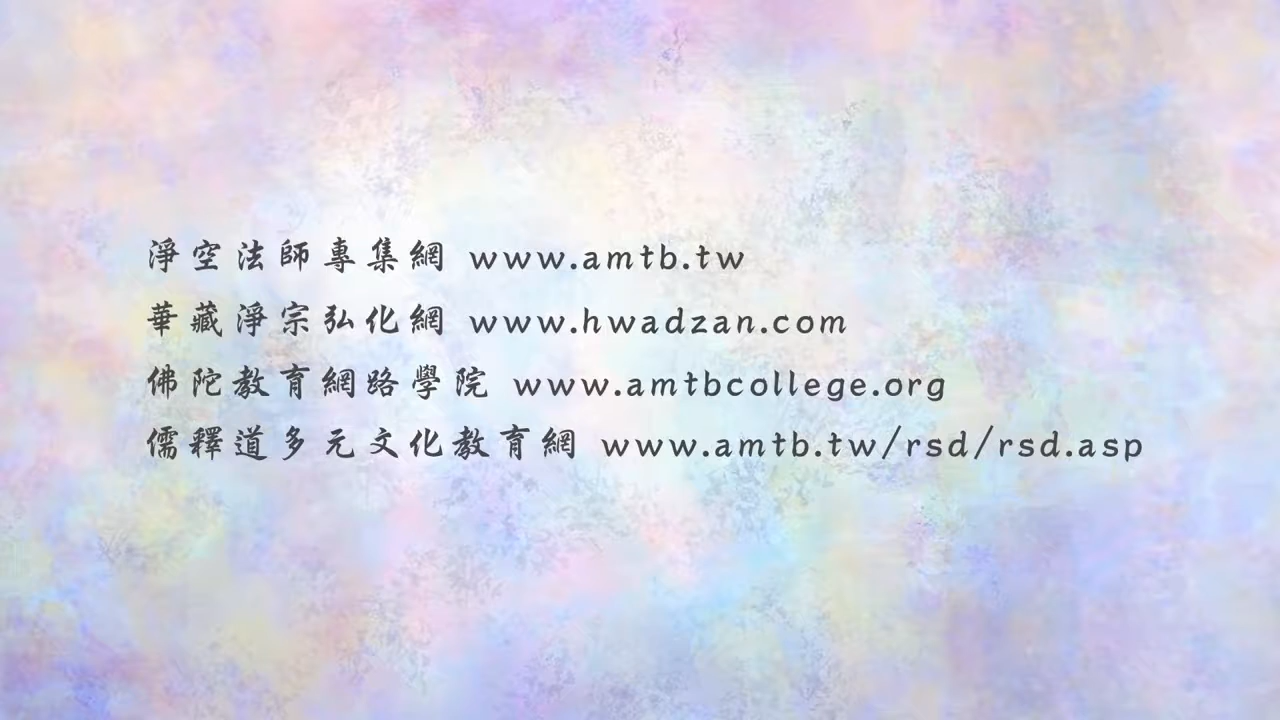 淨空法師專集網 www.amtb.tw
華藏淨宗弘化網 www.hwadzan.com
佛陀教育網路學院 www.amtbcollege.org
儒釋道多元文化教育網 www.amtb.tw/rsd/rsd.asp